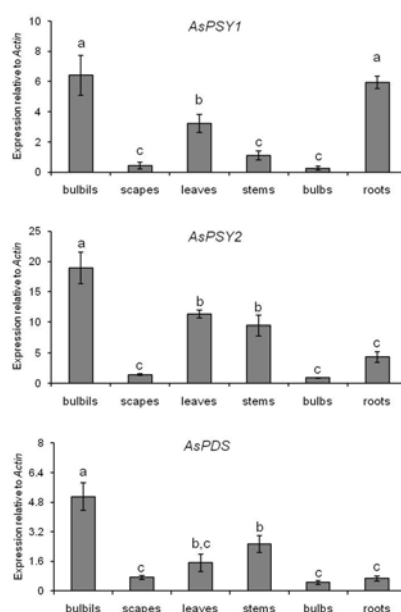 AsPSY1
Expression relative to Actin
10
8
6
4
2
0
a
c
b
c
c
a
bulbils scapes leaves stems bulbs roots
AsPSY2
Expression relative to Actin
25
20
15
10
5
0
a
c
b
b
c
c
bulbils scapes leaves stems bulbs roots
AsPDS
Expression relative to Actin
8
6.4
4.8
3.2
1.6
0
a
c
b,c
b
c
c
bulbils scapes leaves stems bulbs roots